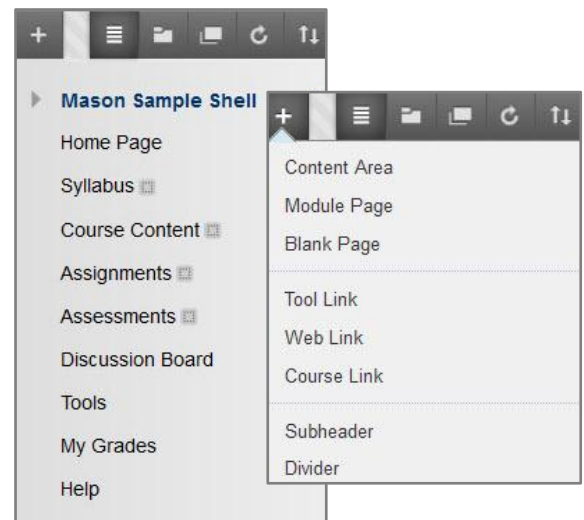 Mason Sample Shell
Home Page
Syllabus
Course Content
Assignments
Assessments
Discussion Board
Tools
My Grades
Help
Content Area
Module Page
Blank Page
Tool Link
Web Link
Course Link
Subheader
Divider